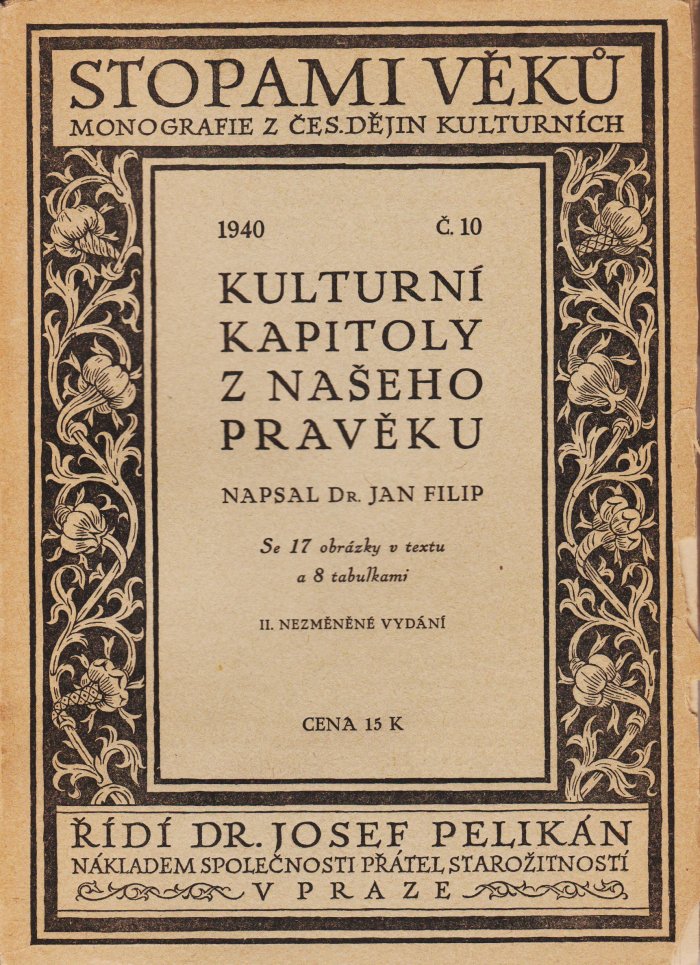 STOPAMI VĚKŮ
MONOGRAFIE Z ČES.DĚJIN KULTURNÍCH
1940 Č. 10
KULTURNÍ
KAPITOLY
Z NAŠEHO
PRAVĚKU
NAPSAL DR. JAN FILIP
Se 17 obrázky v textu
a 8 tabulkami
II. NEZMĚNĚNÉ VYDÁNÍ
CENA 15 K
ŘÍDÍ DR. JOSEF PELIKÁN
NÁKLADEM SPOLEČNOSTI PŘÁTEL STAROŽITNOSTÍ
V PRAZE